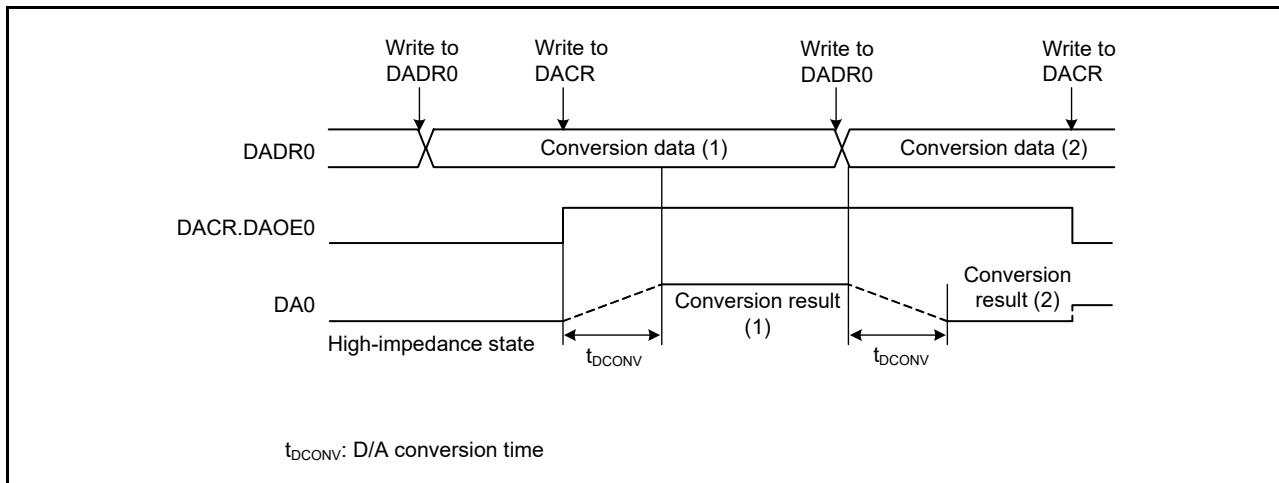 Write to
DADR0
Write to
DACR
Write to
DADR0
Write to
DACR
DADR0
Conversion data (1)
Conversion data (2)
DACR.DAOE0
DA0
High-impedance state
Conversion result
(1)
Conversion
result (2)
tDCONV
tDCONV
tDCONV: D/A conversion time